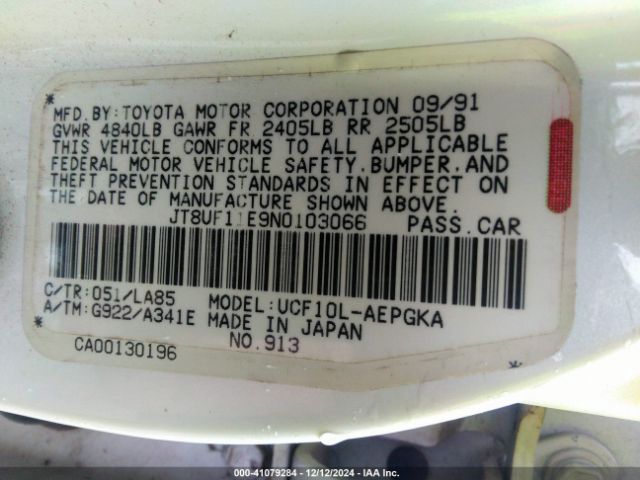 MFD. BY: TOYOTA MOTOR CORPORATION 09/91
GVWR 4840LB GAWR FR 2405LB RR 2505LB
THIS VEHICLE CONFORMS TO ALL APPLICABLE
FEDERAL MOTOR VEHICLE SAFETY, BUMPER, AND
THEFT PREVENTION STANDARDS IN EFFECT ON
THE DATE OF MANUFACTURE SHOWN ABOVE.
JT8UF11E9N0103066 PASS. CAR
C/TR: 051/LA85 MODEL: UCF10L-AEPGKA
A/TM: G922/A341E MADE IN JAPAN
CA00130196 NO. 913
000-41079284 - 12/12/2024 - IAA Inc.